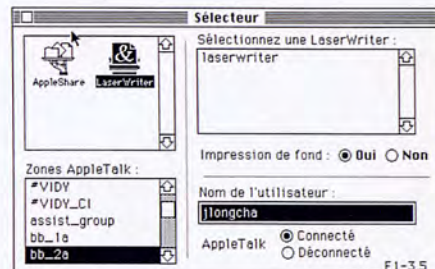 Sélecteur
AppleShare
LaserWriter
Sélectionnez une LaserWriter :
laserwriter
Impression de fond : Oui Non
Zones AppleTalk :
*VIDY
*VIDY_CI
assist_group
bb_1a
bb_2a
Nom de l'utilisateur :
jlongcha
AppleTalk
Connecté
Déconnecté
F1-3.5